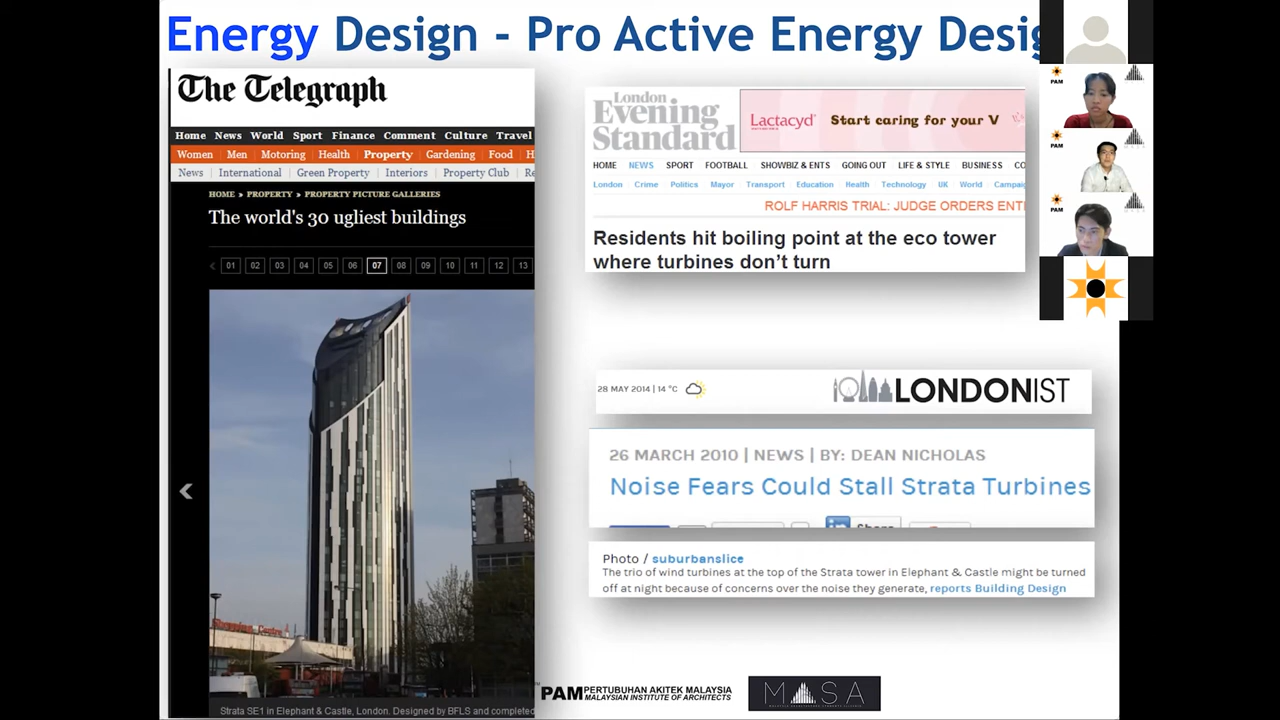 Energy Design - Pro Active Energy Desig
The Telegraph
Home News World Sport Finance Comment Culture Travel
Women Men Motoring Health Property Gardening Food H
News International Green Property Interiors Property Club Re
HOME > PROPERTY > PROPERTY PICTURE GALLERIES
The world's 30 ugliest buildings
01 02 03 04 05 06 07 08 09 10 11 12 13
Shopping Centre
Strata SE1 in Elephant & Castle, London. Designed by BFLS and completed
London
Evening
Standard
Lactacyd Start caring for your V
HOME NEWS SPORT FOOTBALL SHOWBIZ & ENTS GOING OUT LIFE & STYLE BUSINESS CO
London Crime Politics Mayor Transport Education Health Technology UK World Campaig
ROLF HARRIS TRIAL: JUDGE ORDERS ENT
Residents hit boiling point at the eco tower
where turbines don't turn
28 MAY 2014 | 14 °C
LONDONIST
26 MARCH 2010 | NEWS | BY: DEAN NICHOLAS
Noise Fears Could Stall Strata Turbines
Share
Photo / suburbanslice
The trio of wind turbines at the top of the Strata tower in Elephant & Castle might be turned
off at night because of concerns over the noise they generate, reports Building Design
PAM PERTUBUHAN AKITEK MALAYSIA
MALAYSIAN INSTITUTE OF ARCHITECTS
MASA
PAM
PAM
PAM